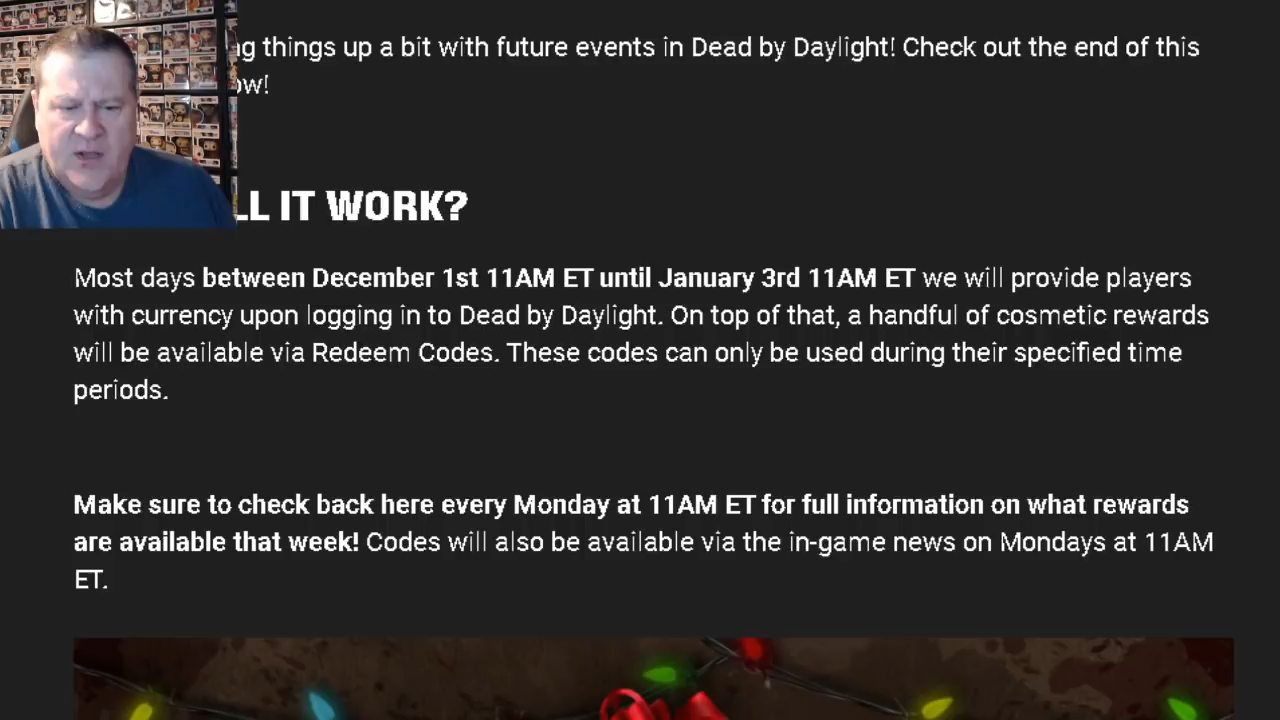 ng things up a bit with future events in Dead by Daylight! Check out the end of this
ow!
LL IT WORK?
Most days between December 1st 11AM ET until January 3rd 11AM ET we will provide players
with currency upon logging in to Dead by Daylight. On top of that, a handful of cosmetic rewards
will be available via Redeem Codes. These codes can only be used during their specified time
periods.
Make sure to check back here every Monday at 11AM ET for full information on what rewards
are available that week! Codes will also be available via the in-game news on Mondays at 11AM
ET.